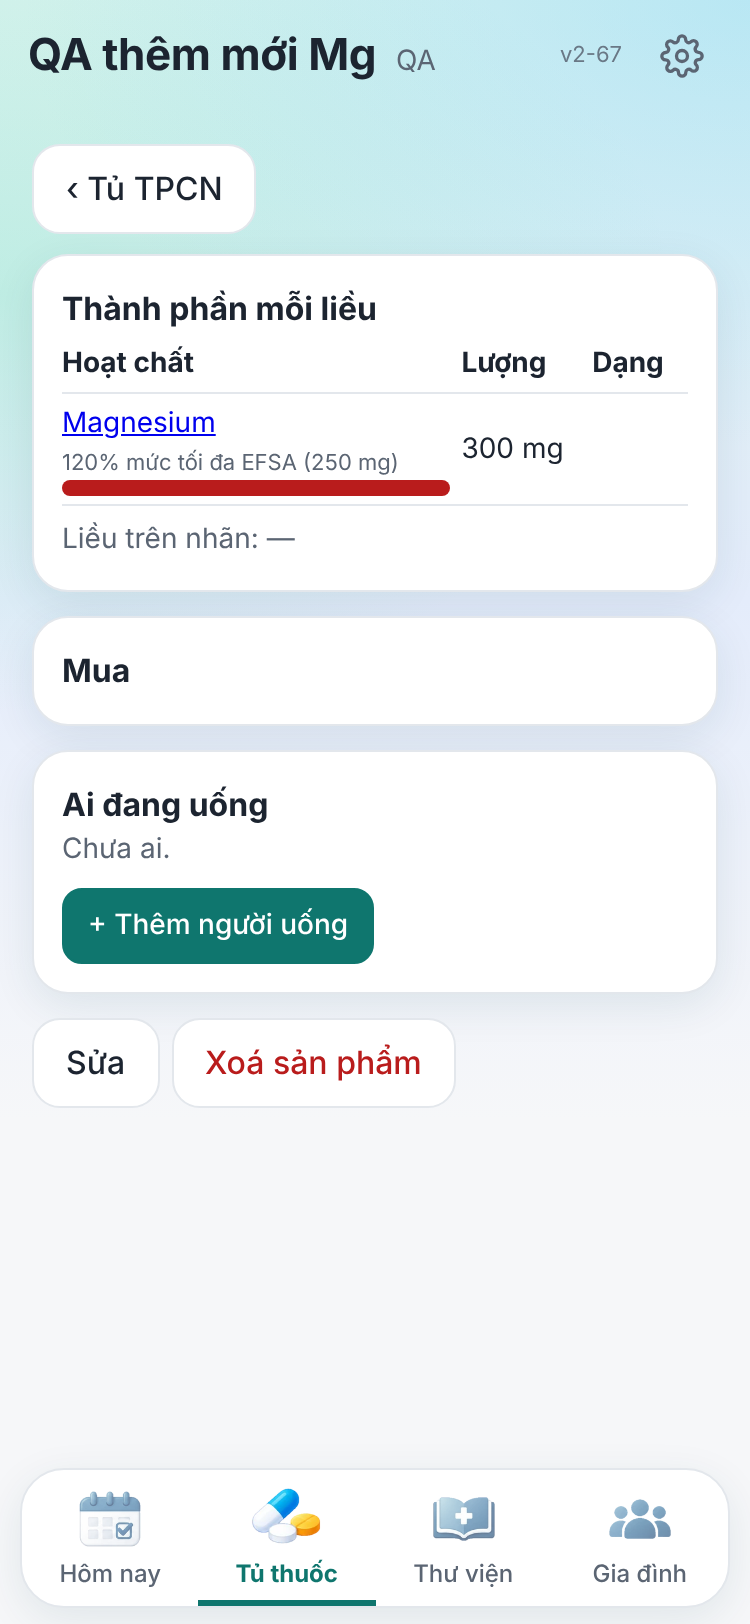 QA thêm mới Mg QA v2-67
‹ Tủ TPCN
Thành phần mỗi liều
Hoạt chất Lượng Dạng
Magnesium
120% mức tối đa EFSA (250 mg)
300 mg
Liều trên nhãn: —
Mua
Ai đang uống
Chưa ai.
+ Thêm người uống
Sửa Xoá sản phẩm
Hôm nay Tủ thuốc Thư viện Gia đình